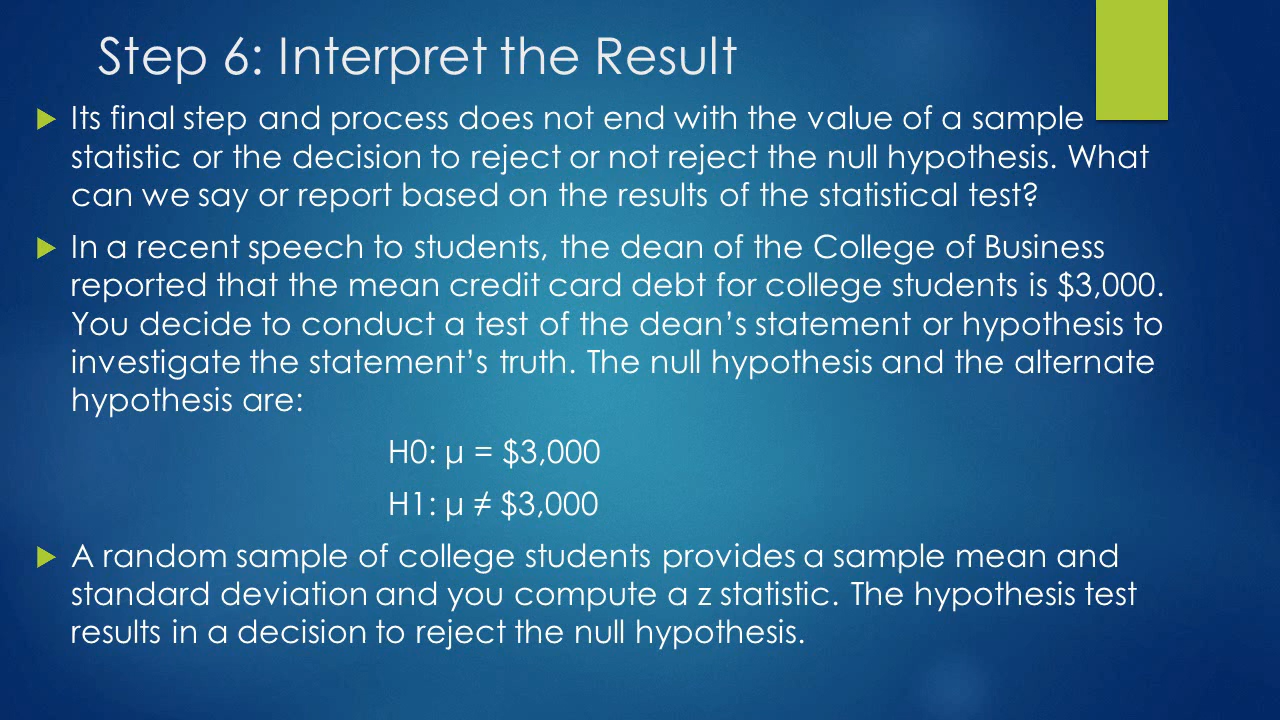 Step 6: Interpret the Result
Its final step and process does not end with the value of a sample
statistic or the decision to reject or not reject the null hypothesis. What
can we say or report based on the results of the statistical test?
In a recent speech to students, the dean of the College of Business
reported that the mean credit card debt for college students is $3,000.
You decide to conduct a test of the dean’s statement or hypothesis to
investigate the statement’s truth. The null hypothesis and the alternate
hypothesis are:
H0: µ = $3,000
H1: µ ≠ $3,000
A random sample of college students provides a sample mean and
standard deviation and you compute a z statistic. The hypothesis test
results in a decision to reject the null hypothesis.